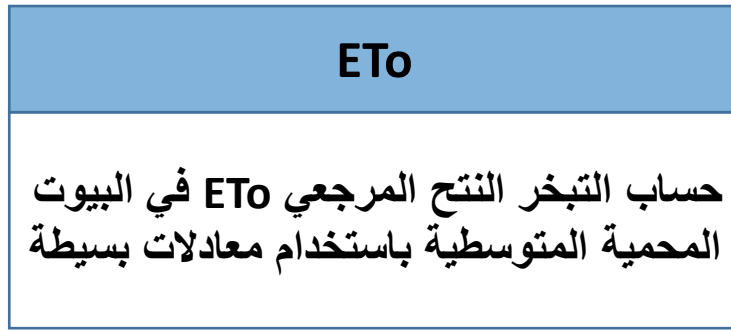 ETo
حساب التبخر النتح المرجعي ETo في البيوت
المحمية المتوسطية باستخدام معادلات بسيطة